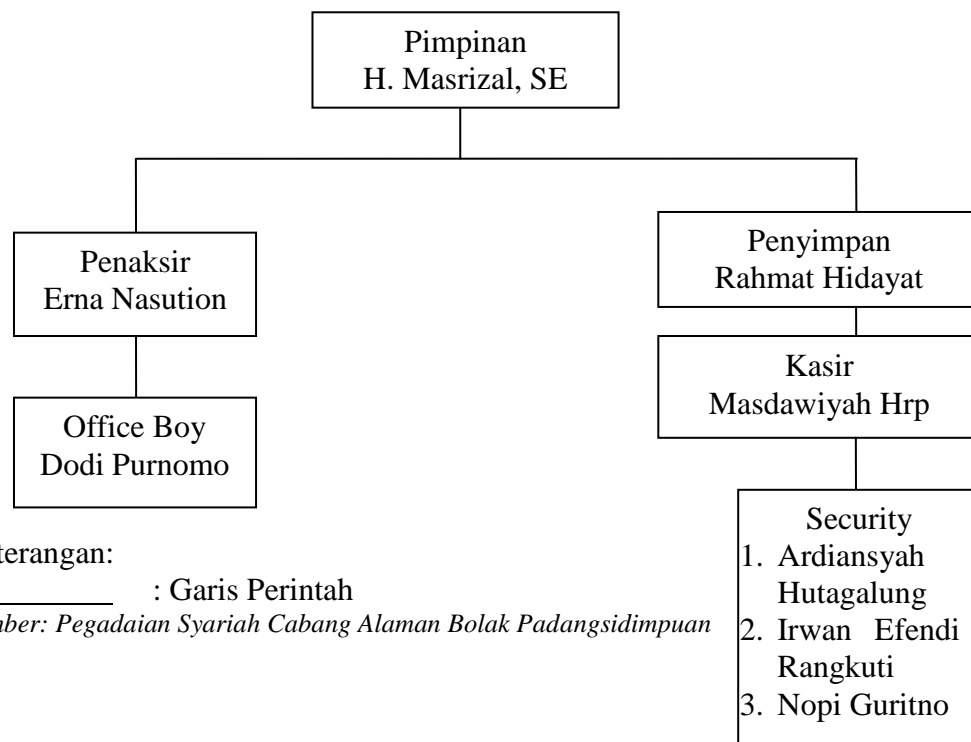 Pimpinan
H. Masrizal, SE
Penaksir
Erna Nasution
Penyimpan
Rahmat Hidayat
Kasir
Masdawiyah Hrp
Office Boy
Dodi Purnomo
Security
1. Ardiansyah
Hutagalung
2. Irwan Efendi
Rangkuti
3. Nopi Guritno
terangan:
: Garis Perintah
nber: Pegadaian Syariah Cabang Alaman Bolak Padangsidimpuan